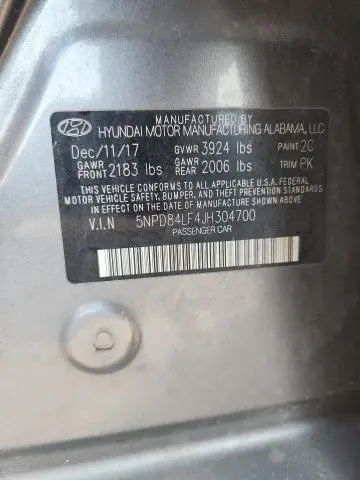 MANUFACTURED BY
HYUNDAI MOTOR MANUFACTURING ALABAMA, LLC
Dec/11/17 GVWR 3924 lbs PAINT 2C
GAWR FRONT 2183 lbs GAWR REAR 2006 lbs TRIM PK
THIS VEHICLE CONFORMS TO ALL APPLICABLE U.S. FEDERAL
MOTOR VEHICLE SAFETY, BUMPER, AND THEFT PREVENTION
STANDARDS IN EFFECT ON THE DATE OF MANUFACTURE SHOWN ABOVE.
V.I.N 5NPD84LF4JH304700
PASSENGER CAR